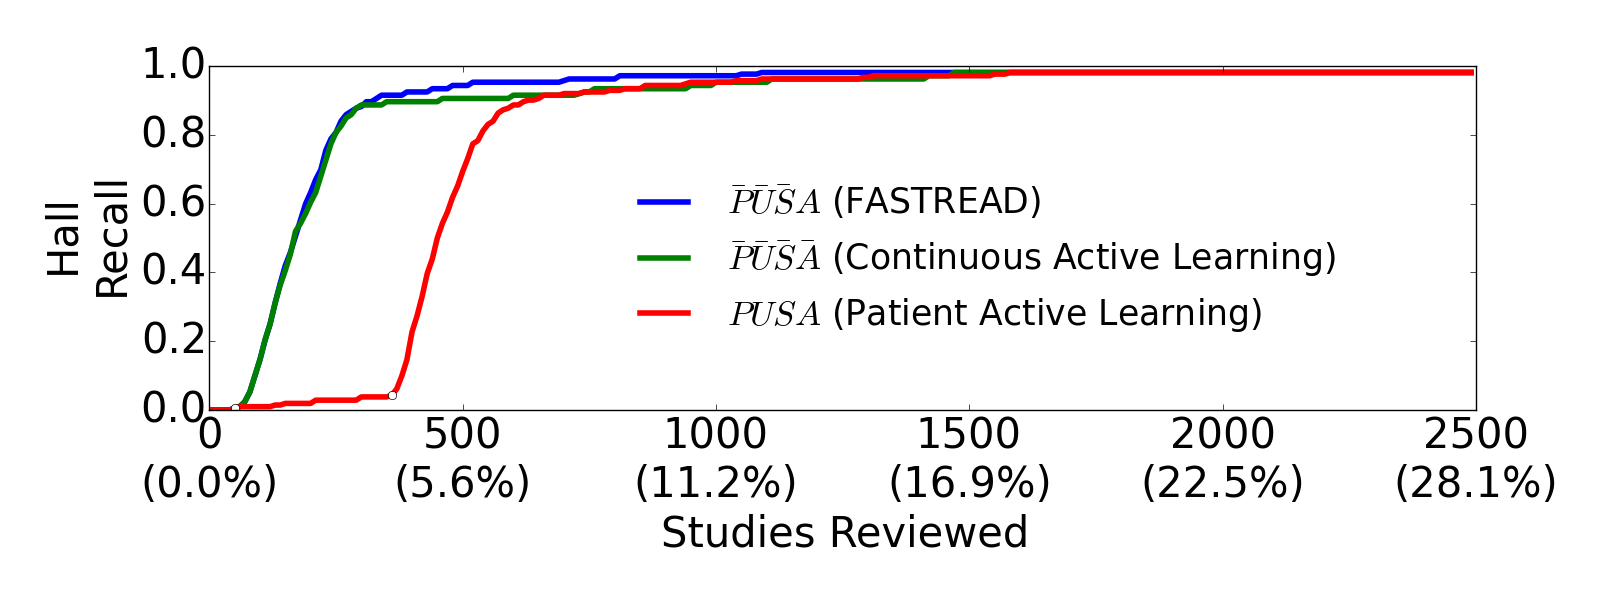 1.0
0.8
0.6
0.4
0.2
0.0
Hall
Recall
P̄ŪS̄A (FASTREAD)
P̄ŪS̄Ā (Continuous Active Learning)
PUSA (Patient Active Learning)
0 500 1000 1500 2000 2500
(0.0%) (5.6%) (11.2%) (16.9%) (22.5%) (28.1%)
Studies Reviewed